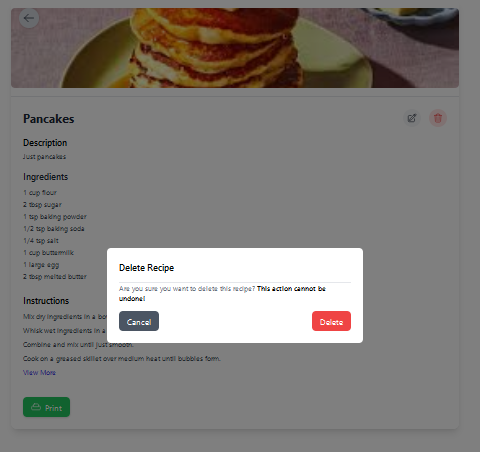 Pancakes
Description
Just pancakes
Ingredients
1 cup flour
2 tbsp sugar
1 tsp baking powder
1/2 tsp baking soda
1/4 tsp salt
1 cup buttermilk
1 large egg
2 tbsp melted butter
Delete Recipe
Are you sure you want to delete this recipe? This action cannot be
undone!
Cancel
Delete
Instructions
Mix dry ingredients in a
Whisk wet ingredients in a
Combine and mix until just smooth.
Cook on a greased skillet over medium heat until bubbles form.
View More
Print